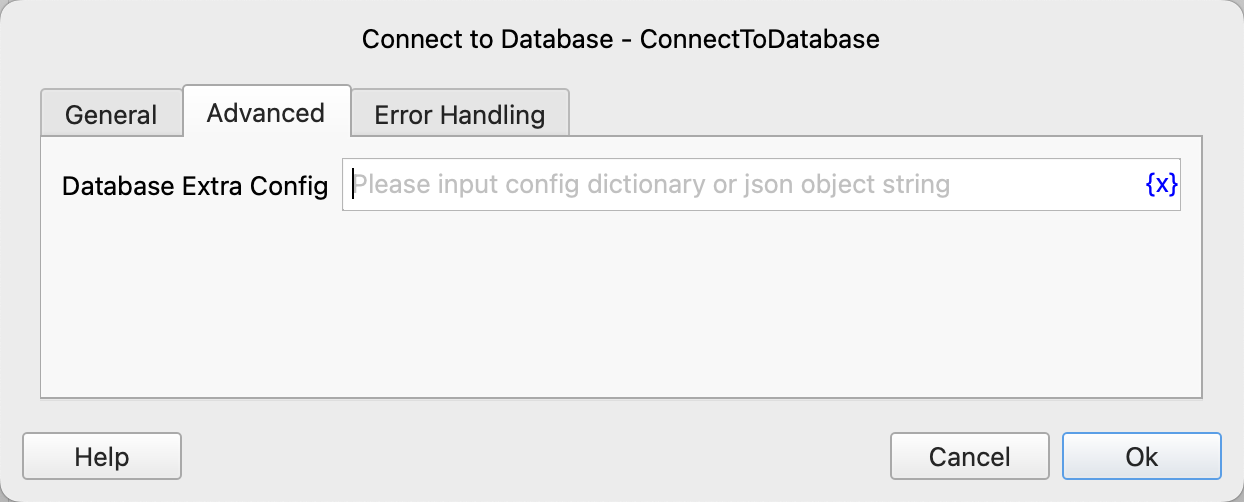 Connect to Database - ConnectToDatabase
General Advanced Error Handling
Database Extra Config Please input config dictionary or json object string {x}
Help Cancel Ok